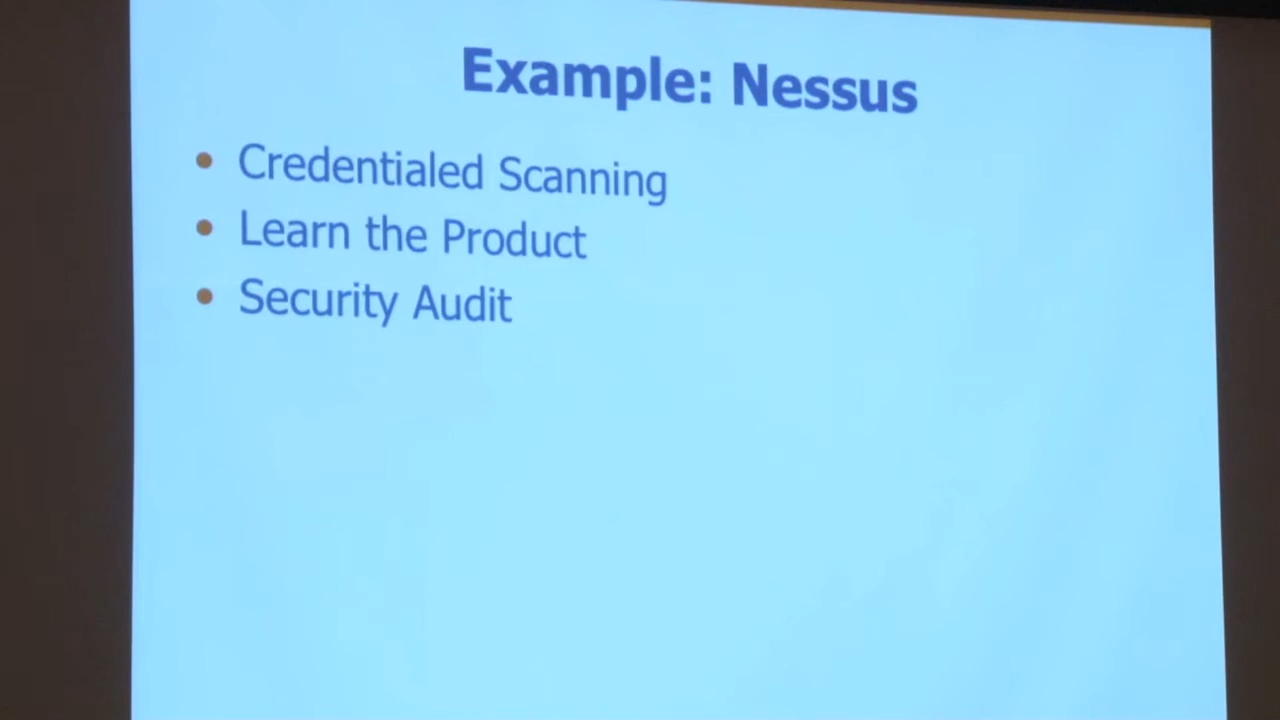 Example: Nessus
Credentialed Scanning
Learn the Product
Security Audit